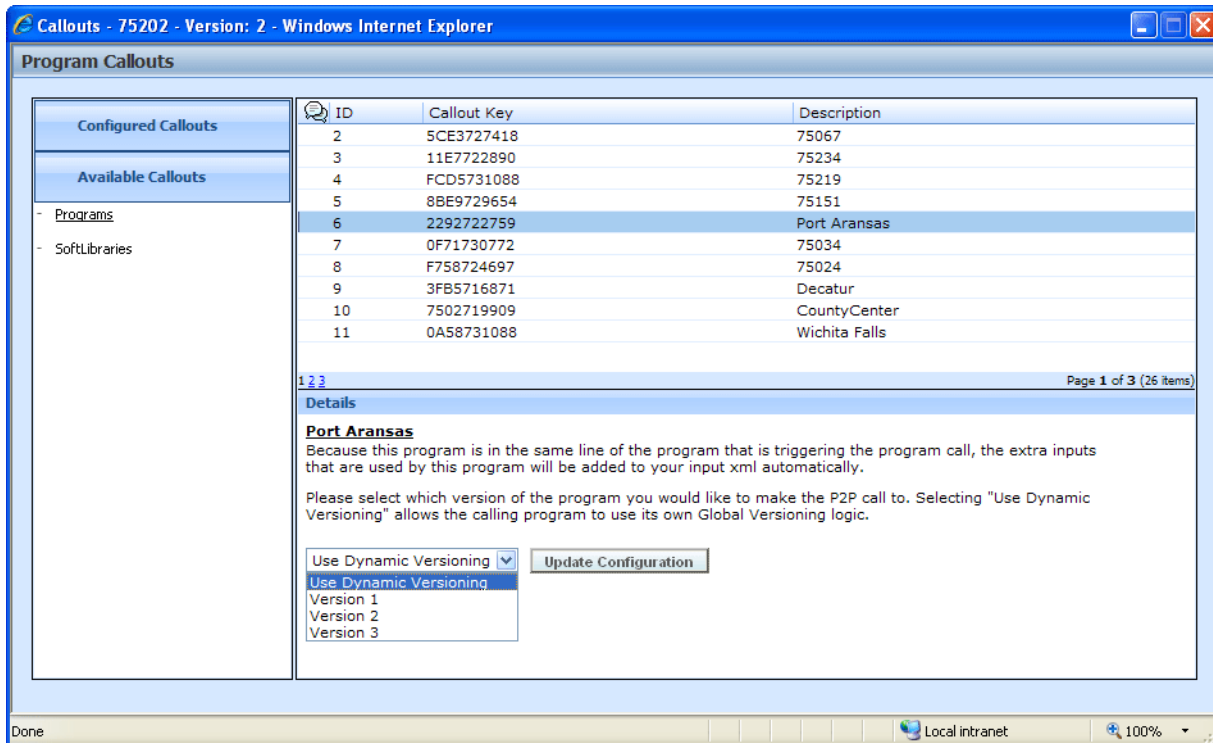 Callouts - 75202 - Version: 2 - Windows Internet Explorer
Program Callouts
Configured Callouts
Available Callouts
- Programs
- SoftLibraries
ID Callout Key Description
2 5CE3727418 75067
3 11E7722890 75234
4 FCD5731088 75219
5 8BE9729654 75151
6 2292722759 Port Aransas
7 0F71730772 75034
8 F758724697 75024
9 3FB5716871 Decatur
10 7502719909 CountyCenter
11 0A58731088 Wichita Falls
1 2 3 Page 1 of 3 (26 items)
Details
Port Aransas
Because this program is in the same line of the program that is triggering the program call, the extra inputs
that are used by this program will be added to your input xml automatically.
Please select which version of the program you would like to make the P2P call to. Selecting "Use Dynamic
Versioning" allows the calling program to use its own Global Versioning logic.
Use Dynamic Versioning Update Configuration
Use Dynamic Versioning
Version 1
Version 2
Version 3
Done Local intranet 100%